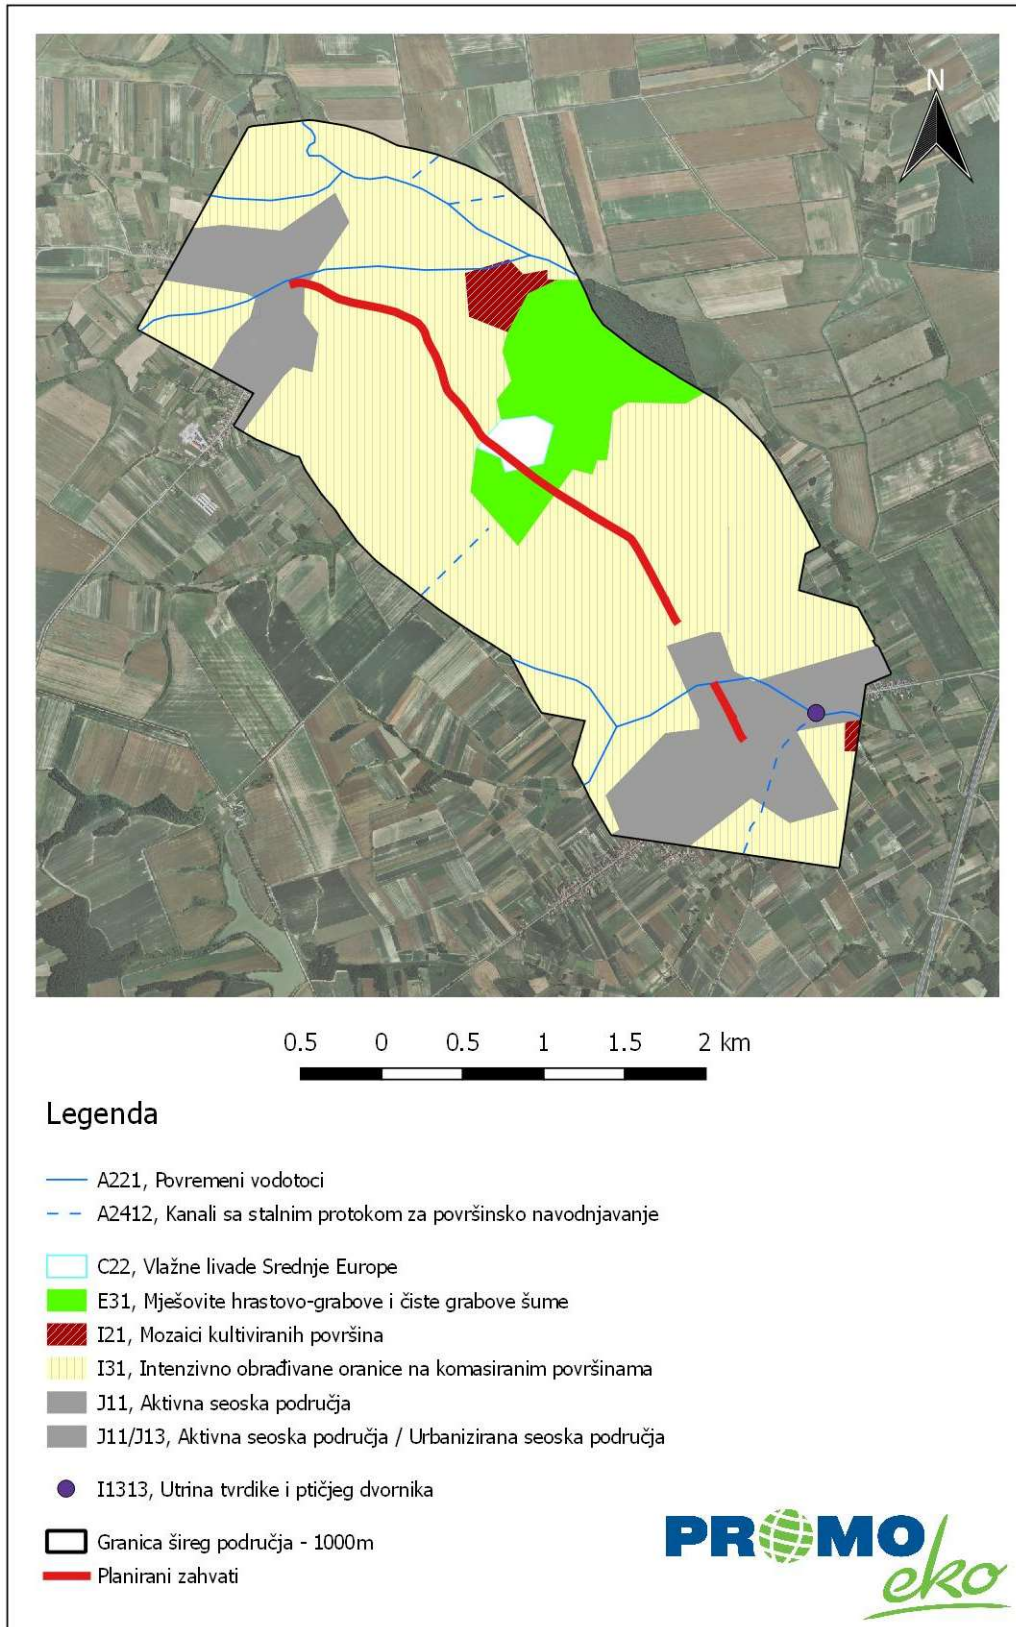 N
0.5 0 0.5 1 1.5 2 km
Legenda
A221, Povremeni vodotoci
A2412, Kanali sa stalnim protokom za površinsko navodnjavanje
C22, Vlažne livade Srednje Europe
E31, Mješovite hrastovo-grabove i čiste grabove šume
I21, Mozaici kultiviranih površina
I31, Intenzivno obrađivane oranice na komasiranim površinama
J11, Aktivna seoska područja
J11/J13, Aktivna seoska područja / Urbanizirana seoska područja
I1313, Utrina tvrdike i ptičjeg dvornika
Granica šireg područja - 1000m
Planirani zahvati
PROMO
eko